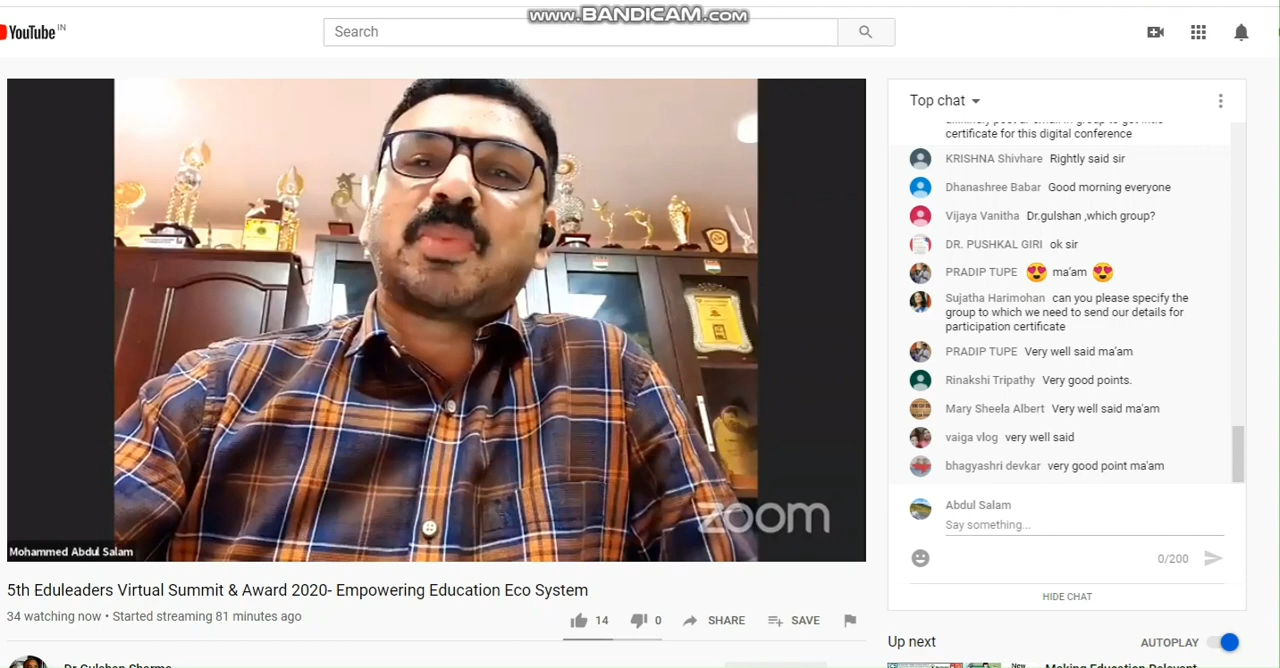 www.BANDICAM.com
YouTube IN
Search
zoom
Mohammed Abdul Salam
5th Eduleaders Virtual Summit & Award 2020- Empowering Education Eco System
34 watching now • Started streaming 81 minutes ago
14
0
SHARE
SAVE
Dr Gulshan Sharma
Top chat
certificate for this digital conference
KRISHNA Shivhare Rightly said sir
Dhanashree Babar Good morning everyone
Vijaya Vanitha Dr.gulshan ,which group?
DR. PUSHKAL GIRI ok sir
PRADIP TUPE 😍 ma'am 😍
Sujatha Harimohan can you please specify the
group to which we need to send our details for
participation certificate
PRADIP TUPE Very well said ma'am
Rinakshi Tripathy Very good points.
Mary Sheela Albert Very well said ma'am
vaiga vlog very well said
bhagyashri devkar very good point ma'am
Abdul Salam
Say something...
0/200
HIDE CHAT
Up next
AUTOPLAY
New
Making Education Relevant